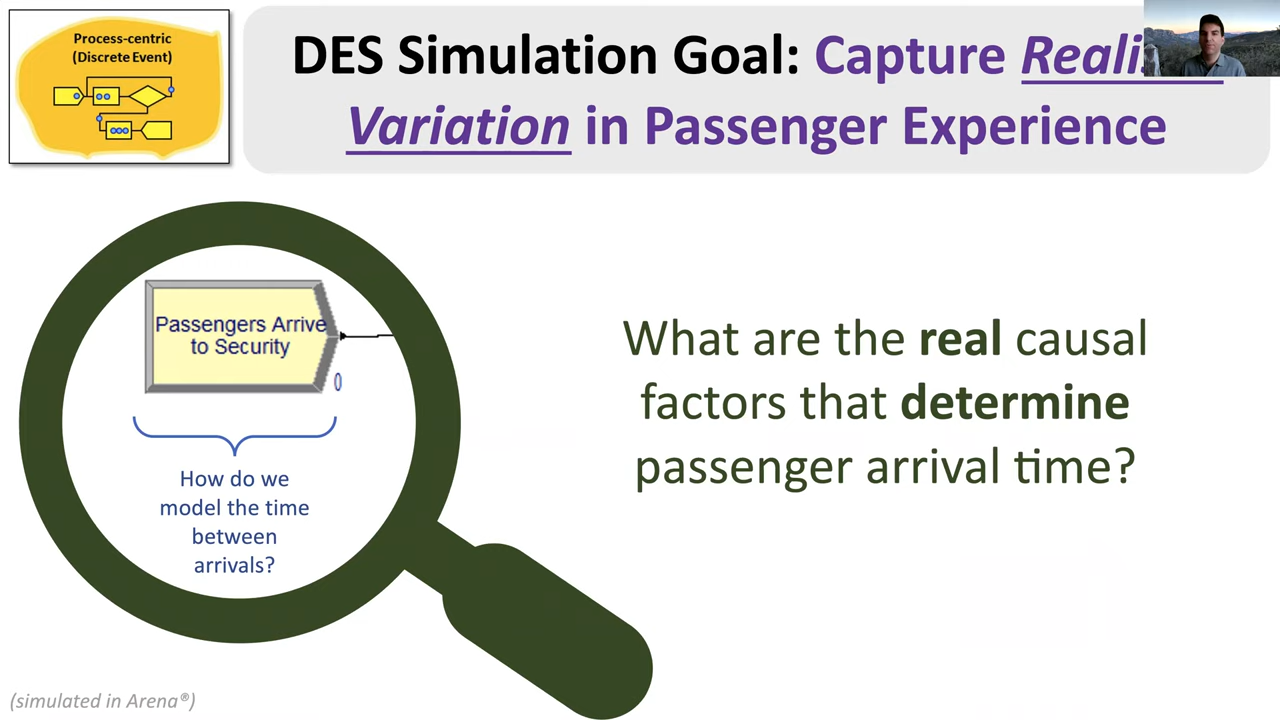 Process-centric
(Discrete Event)
DES Simulation Goal: Capture
Variation in Passenger Experience
Passengers Arrive
to Security
0
How do we
model the time
between
arrivals?
What are the real causal
factors that determine
passenger arrival time?
(simulated in Arena®)